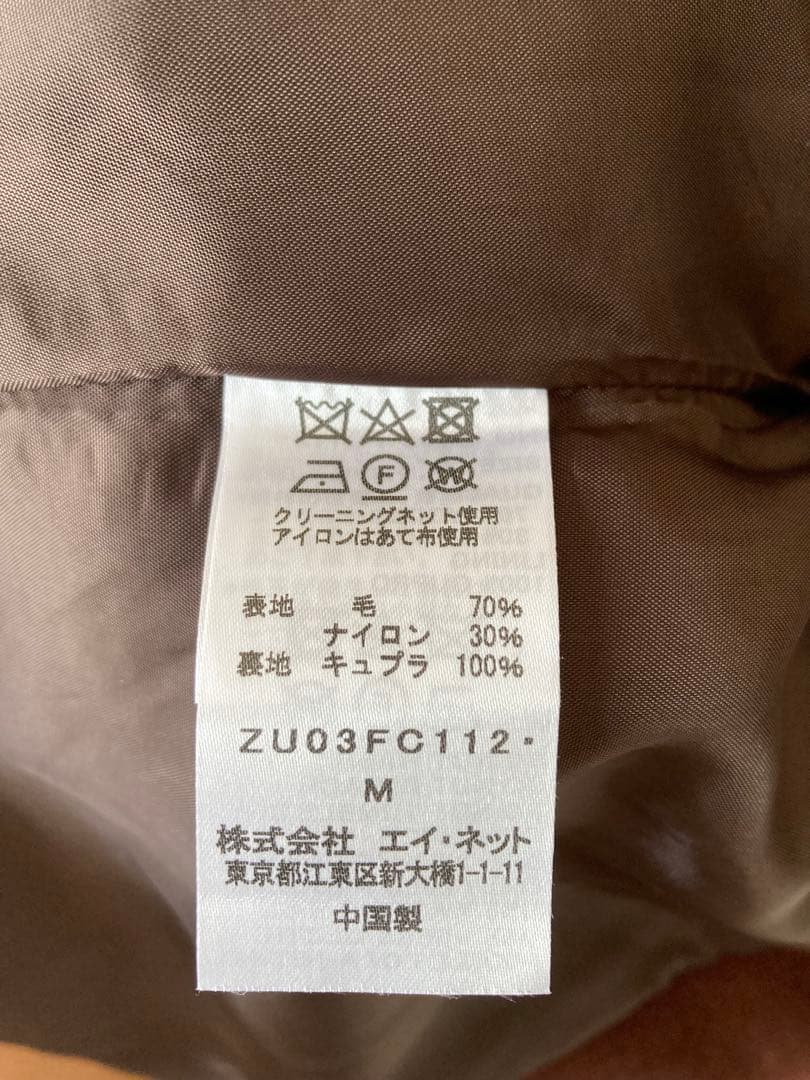 F
W
クリーニングネット使用
アイロンはあて布使用
表地 毛 70%
ナイロン 30%
裏地 キュプラ 100%
ZU03FC112-
M
株式会社 エイ・ネット
東京都江東区新大橋1-1-11
中国製